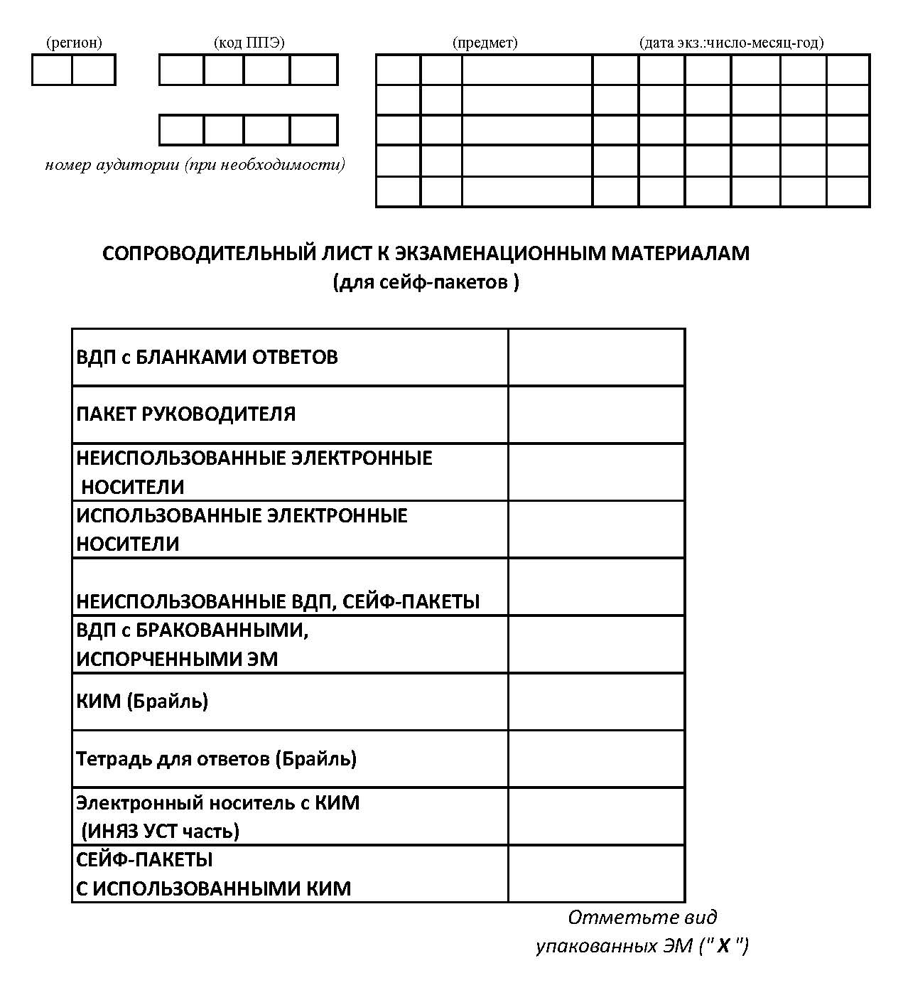 (регион) (код ППЭ) (предмет) (дата экз.:число-месяц-год)
номер аудитории (при необходимости)
СОПРОВОДИТЕЛЬНЫЙ ЛИСТ К ЭКЗАМЕНАЦИОННЫМ МАТЕРИАЛАМ
(для сейф-пакетов )
ВДП с БЛАНКАМИ ОТВЕТОВ
ПАКЕТ РУКОВОДИТЕЛЯ
НЕИСПОЛЬЗОВАННЫЕ ЭЛЕКТРОННЫЕ
НОСИТЕЛИ
ИСПОЛЬЗОВАННЫЕ ЭЛЕКТРОННЫЕ
НОСИТЕЛИ
НЕИСПОЛЬЗОВАННЫЕ ВДП, СЕЙФ-ПАКЕТЫ
ВДП с БРАКОВАННЫМИ,
ИСПОРЧЕННЫМИ ЭМ
КИМ (Брайль)
Тетрадь для ответов (Брайль)
Электронный носитель с КИМ
(ИНЯЗ УСТ часть)
СЕЙФ-ПАКЕТЫ
С ИСПОЛЬЗОВАННЫМИ КИМ
Отметьте вид
упакованных ЭМ (" X ")